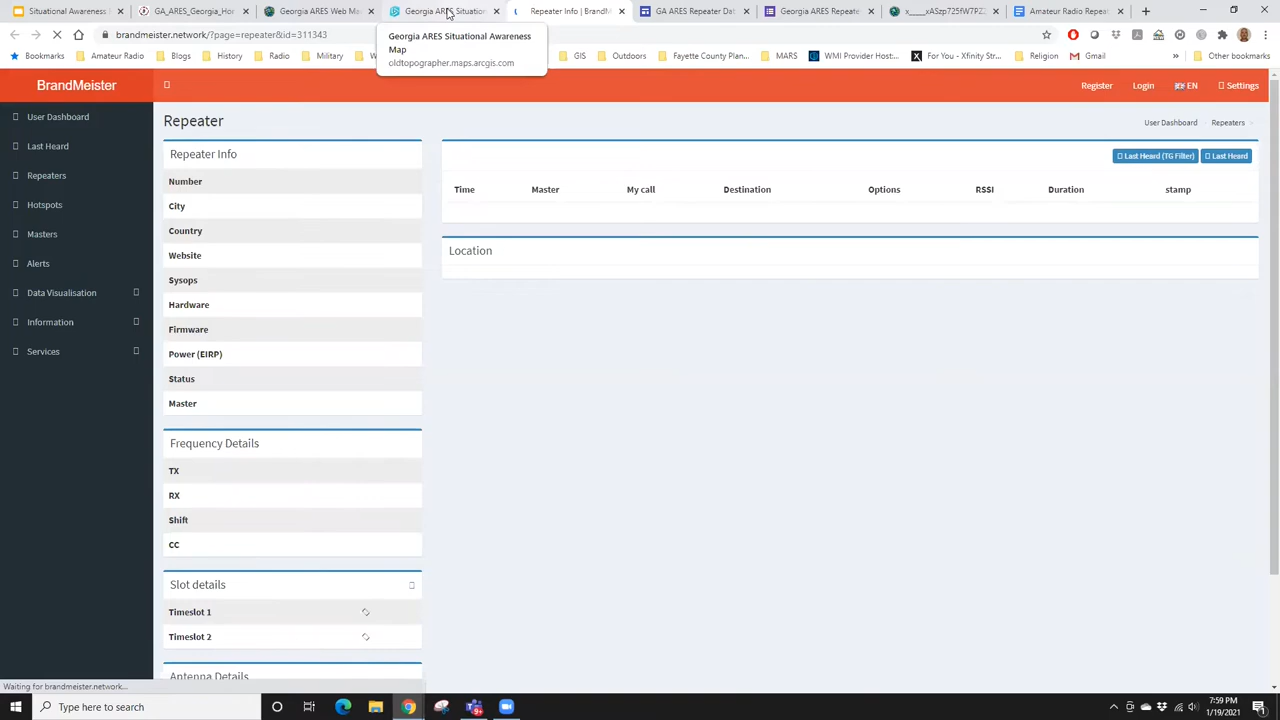 Situational Awareness
GA_ARES_Georgia_Ho
Georgia ARES Web Ma
Georgia ARES Situation
Repeater Info | BrandM
GA ARES Repeater Da
Georgia ARES Repeate
____xASzp725fW7PZ
Amateur Radio Repeat
brandmeister.network/?page=repeater&id=311343
Bookmarks
Amateur Radio
Blogs
History
Radio
Military
GIS
Outdoors
Fayette County Plan...
MARS
WMI Provider Host:...
For You - Xfinity St...
Religion
Gmail
Other bookmarks
Georgia ARES Situational Awareness
Map
oldtopographer.maps.arcgis.com
BrandMeister
Register
Login
EN
Settings
User Dashboard
Last Heard
Repeaters
Hotspots
Masters
Alerts
Data Visualisation
Information
Services
Repeater
User Dashboard
Repeaters
Repeater Info
Number
City
Country
Website
Sysops
Hardware
Firmware
Power (EIRP)
Status
Master
Last Heard (TG Filter)
Last Heard
Time Master My call Destination Options RSSI Duration stamp
Location
Frequency Details
TX
RX
Shift
CC
Slot details
Timeslot 1
Timeslot 2
Antenna Details
Waiting for brandmeister.network...
Type here to search
7:59 PM
1/19/2021